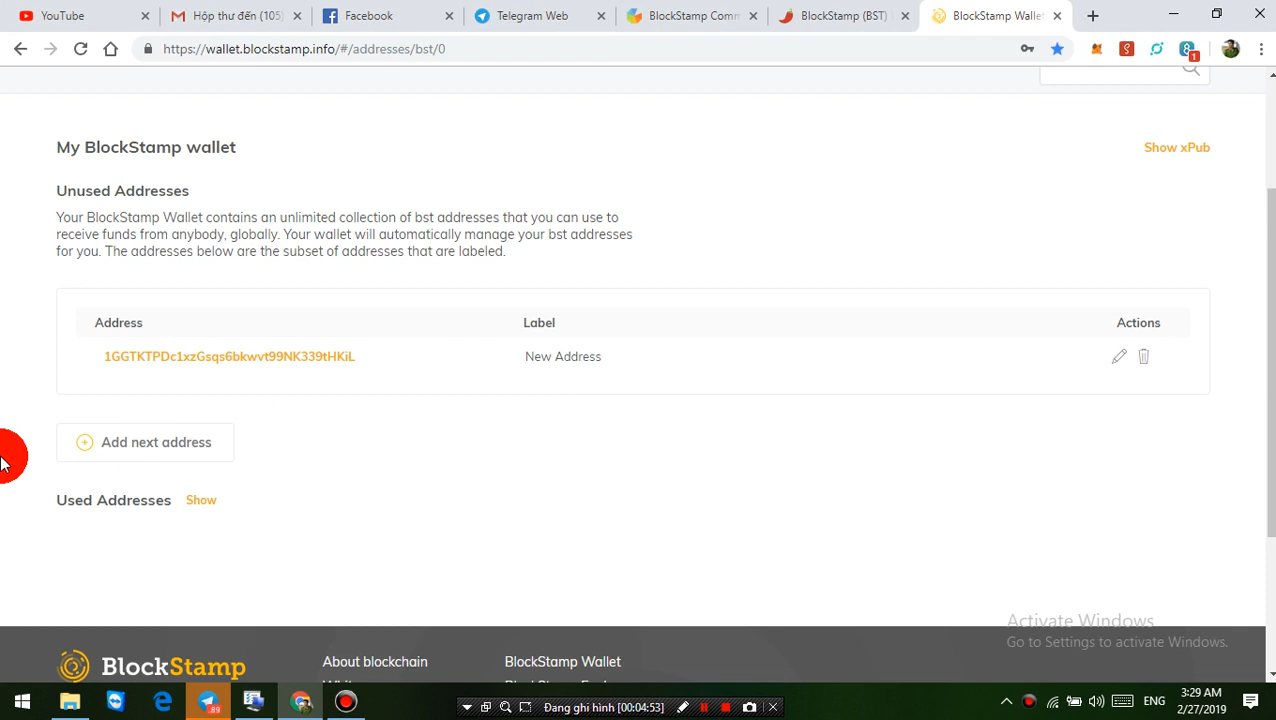 YouTube
Hộp thư đến (105)
Facebook
Telegram Web
BlockStamp Comm
BlockStamp (BST)
BlockStamp Wallet
https://wallet.blockstamp.info/#/addresses/bst/0
1
My BlockStamp wallet
Show xPub
Unused Addresses
Your BlockStamp Wallet contains an unlimited collection of bst addresses that you can use to
receive funds from anybody, globally. Your wallet will automatically manage your bst addresses
for you. The addresses below are the subset of addresses that are labeled.
Address Label Actions
1GGTKTPDc1xzGsqs6bkwvt99NK339tHKiL New Address
Add next address
Used Addresses Show
Activate Windows
Go to Settings to activate Windows.
BlockStamp
About blockchain
BlockStamp Wallet
89
Đang ghi hình [00:04:53]
ENG
3:29 AM
2/27/2019